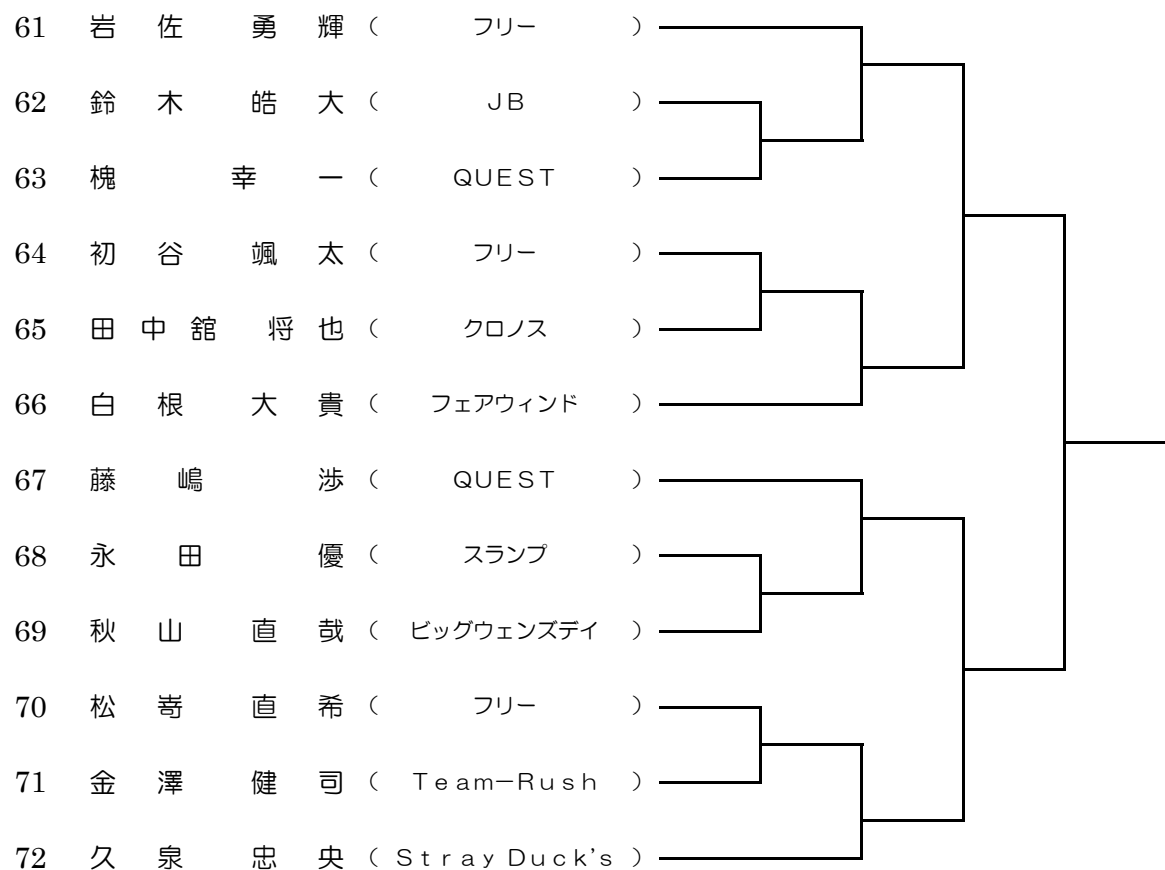 61 岩佐 勇輝 （ フリー ）
62 鈴木 皓大 （ ＪＢ ）
63 槐 幸一 （ ＱＵＥＳＴ ）
64 初谷 颯太 （ フリー ）
65 田中舘 将也 （ クロノス ）
66 白根 大貴 （ フェアウィンド ）
67 藤嶋 渉 （ ＱＵＥＳＴ ）
68 永田 優 （ スランプ ）
69 秋山 直哉 （ ビッグウェンズデイ ）
70 松嵜 直希 （ フリー ）
71 金澤 健司 （ Ｔｅａｍ－Ｒｕｓｈ ）
72 久泉 忠央 （ Ｓｔｒａｙ Ｄｕｃｋ’ｓ ）